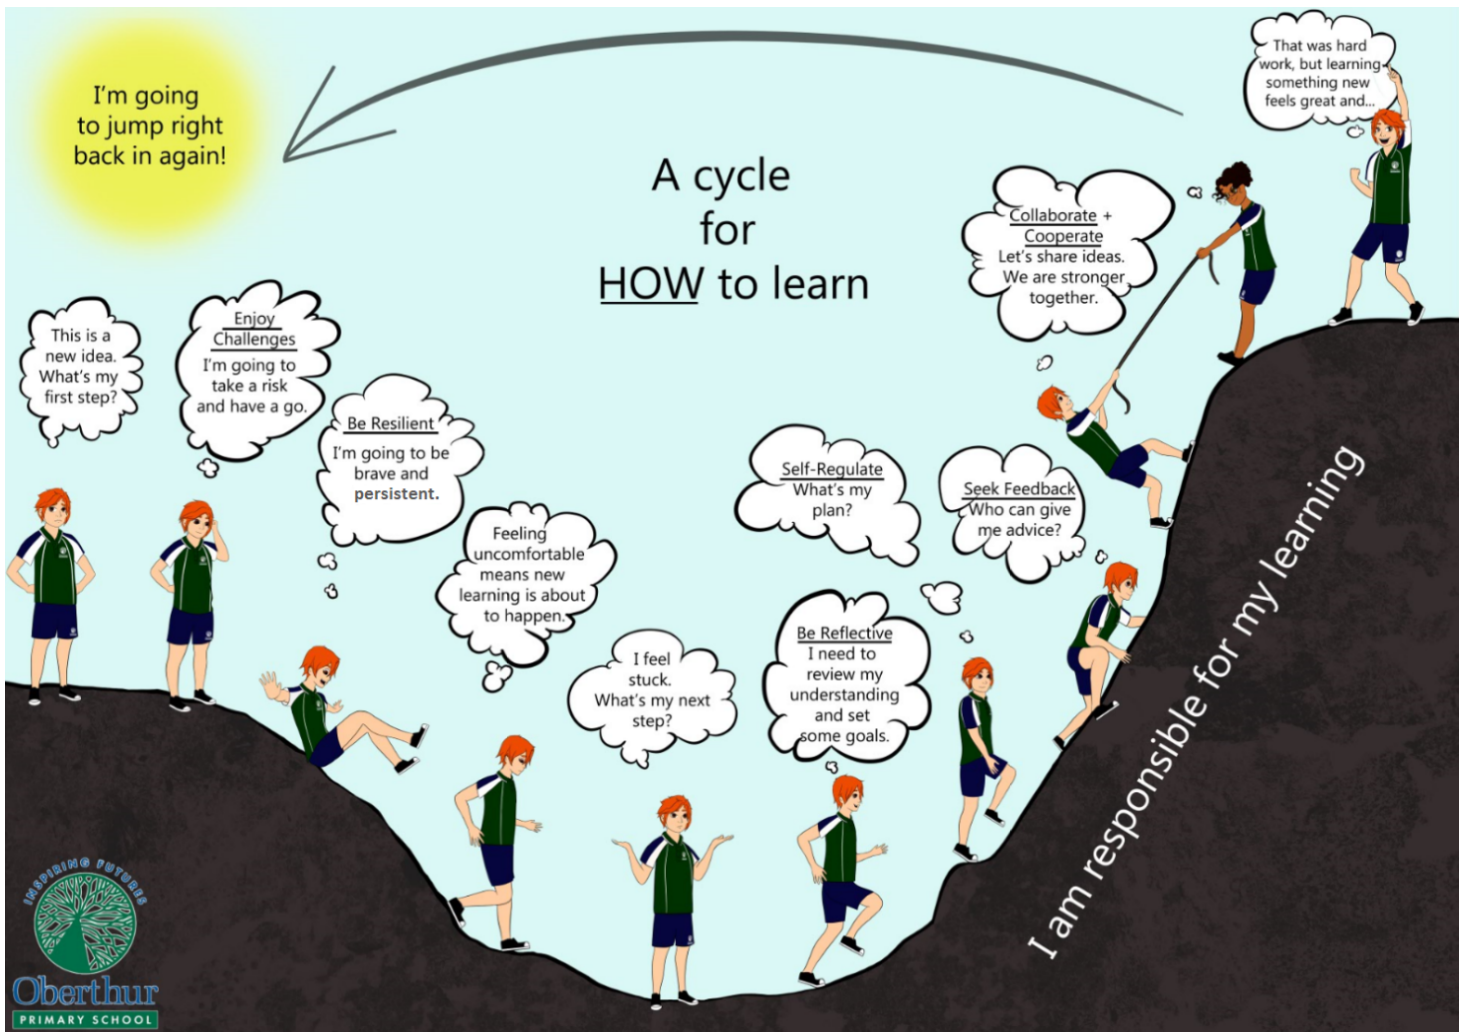 I'm going
to jump right
back in again!
A cycle
for
HOW to learn
This is a
new idea.
What's my
first step?
Enjoy
Challenges
I'm going to
take a risk
and have a go.
Be Resilient
I'm going to be
brave and
persistent.
Feeling
uncomfortable
means new
learning is about
to happen.
I feel
stuck.
What's my next
step?
Be Reflective
I need to
review my
understanding
and set
some goals.
Self-Regulate
What's my
plan?
Seek Feedback
Who can give
me advice?
Collaborate +
Cooperate
Let's share ideas.
We are stronger
together.
That was hard
work, but learning
something new
feels great and...
I am responsible for my learning
INSPIRING FUTURES
Oberthur
PRIMARY SCHOOL